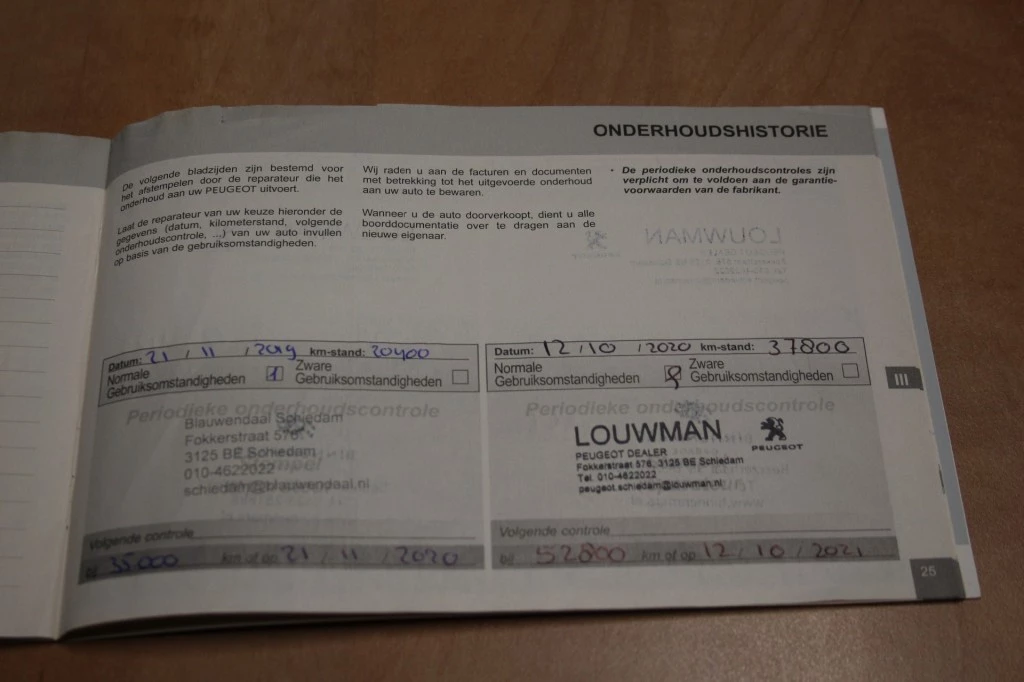 ONDERHOUDSHISTORIE
De volgende bladzijden zijn bestemd voor
het afstempelen door de reparateur die het
onderhoud aan uw PEUGEOT uitvoert.
Laat de reparateur van uw keuze hieronder de
gegevens (datum, kilometerstand, volgende
onderhoudscontrole, ...) van uw auto invullen
op basis van de gebruiksomstandigheden.
Wij raden u aan de facturen en documenten
met betrekking tot het uitgevoerde onderhoud
aan uw auto te bewaren.
Wanneer u de auto doorverkoopt, dient u alle
boorddocumentatie over te dragen aan de
nieuwe eigenaar.
* De periodieke onderhoudscontroles zijn
verplicht om te voldoen aan de garantie-
voorwaarden van de fabrikant.
Datum: 21 / 11 / 2019 km-stand: 20400
Normale
Gebruiksomstandigheden
Zware
Gebruiksomstandigheden
Periodieke onderhoudscontrole
Blauwendaal Schiedam
Fokkerstraat 576
3125 BE Schiedam
010-4622022
schiedam@blauwendaal.nl
Volgende controle
bij 35.000 km of op 21 / 11 / 2020
Datum: 12 / 10 / 2020 km-stand: 37800
Normale
Gebruiksomstandigheden
Zware
Gebruiksomstandigheden
Periodieke onderhoudscontrole
LOUWMAN
PEUGEOT
PEUGEOT DEALER
Fokkerstraat 576, 3125 BE Schiedam
Tel. 010-4622022
peugeot.schiedam@louwman.nl
Volgende controle
bij 52800 km of op 12 / 10 / 2021
III
25